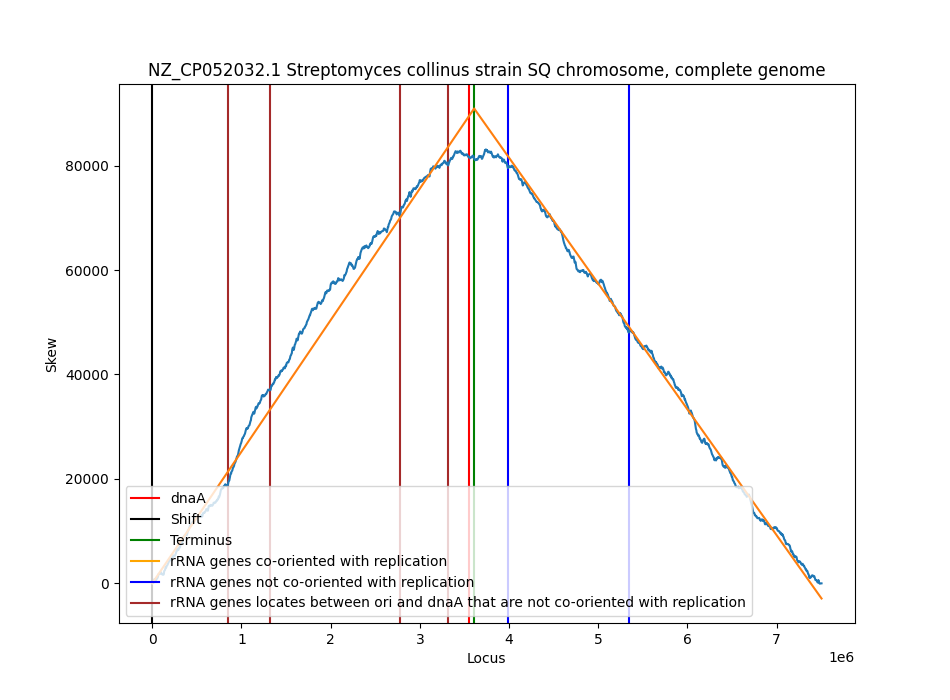 NZ_CP052032.1 Streptomyces collinus strain SQ chromosome, complete genome
Skew
80000
60000
40000
20000
0
dnaA
Shift
Terminus
rRNA genes co-oriented with replication
rRNA genes not co-oriented with replication
rRNA genes locates between ori and dnaA that are not co-oriented with replication
0 1 2 3 4 5 6 7
Locus
1e6